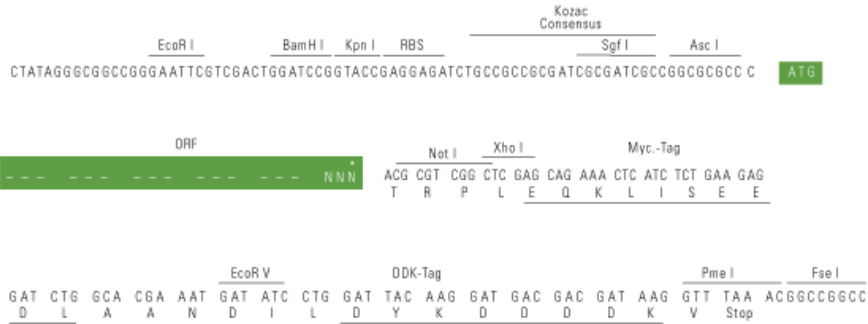 Kozac
Consensus
EcoR I BamH I Kpn I RBS Sgf I Asc I
CTATAGGGCGGCCGGGAATTCGTCGACTGGATCCGGTACCGAGGAGATCTGCCGCCGCGATCGCGATCGCCGGCGCGCC C ATG
ORF
Not I Xho I Myc.-Tag
--- --- --- --- --- NNN ACG CGT CGG CTC GAG CAG AAA CTC ATC TCT GAA GAG
T R P L E Q K L I S E E
EcoR V DDK-Tag Pme I Fse I
GAT CTG GCA CGA AAT GAT ATC CTG GAT TAC AAG GAT GAC GAC GAT AAG GTT TAA ACGGCCGGCC
D L A A N D I L D Y K D D D D K V Stop